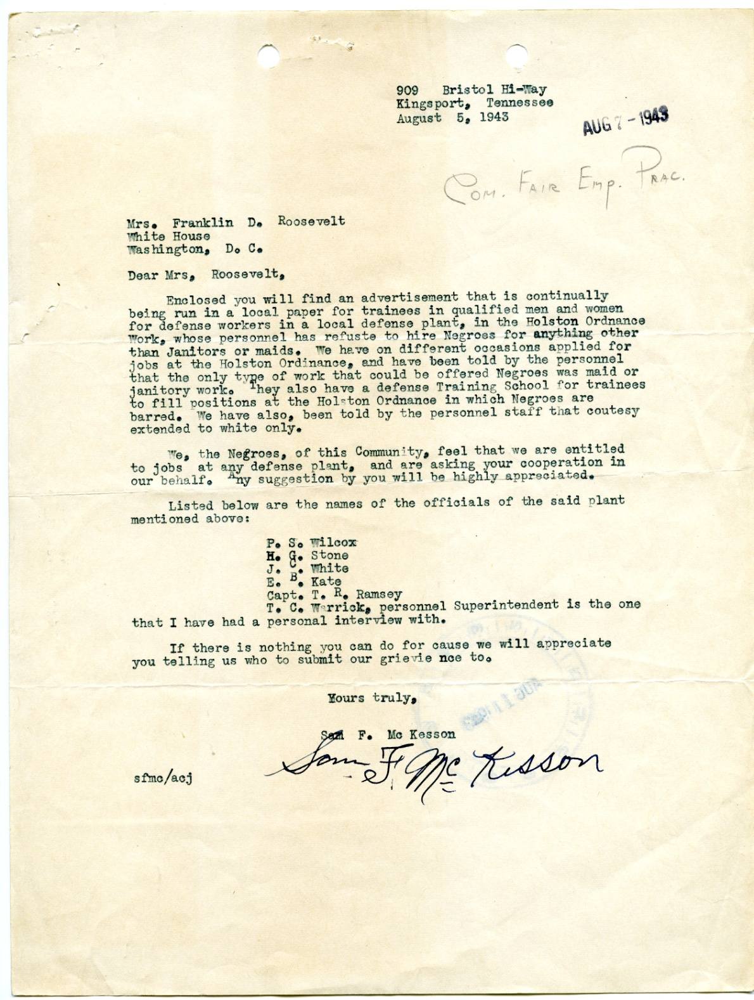 909 Bristol Hi-Way
Kingsport, Tennessee
August 5, 1943
AUG 7 - 1943
Com. Fair Emp. Prac.
Mrs. Franklin D. Roosevelt
White House
Washington, D. C.
Dear Mrs, Roosevelt,
Enclosed you will find an advertisement that is continually
being run in a local paper for trainees in qualified men and women
for defense workers in a local defense plant, in the Holston Ordnance
Work, whose personnel has refuste to hire Negroes for anything other
than Janitors or maids. We have on different occasions applied for
jobs at the Holston Ordinance, and have been told by the personnel
that the only type of work that could be offered Negroes was maid or
janitory work. They also have a defense Training School for trainees
to fill positions at the Holston Ordnance in which Negroes are
barred. We have also, been told by the personnel staff that coutesy
extended to white only.
We, the Negroes, of this Community, feel that we are entitled
to jobs at any defense plant, and are asking your cooperation in
our behalf. Any suggestion by you will be highly appreciated.
Listed below are the names of the officials of the said plant
mentioned above:
P. S. Wilcox
H. G. Stone
J. C. White
E. B. Kate
Capt. T. R. Ramsey
T. C. Warrick, personnel Superintendent is the one
that I have had a personal interview with.
If there is nothing you can do for cause we will appreciate
you telling us who to submit our grievie nce to.
Yours truly,
Sam F. Mc Kesson
Sam F. Mc Kesson
sfmc/acj
AUG 11 1943